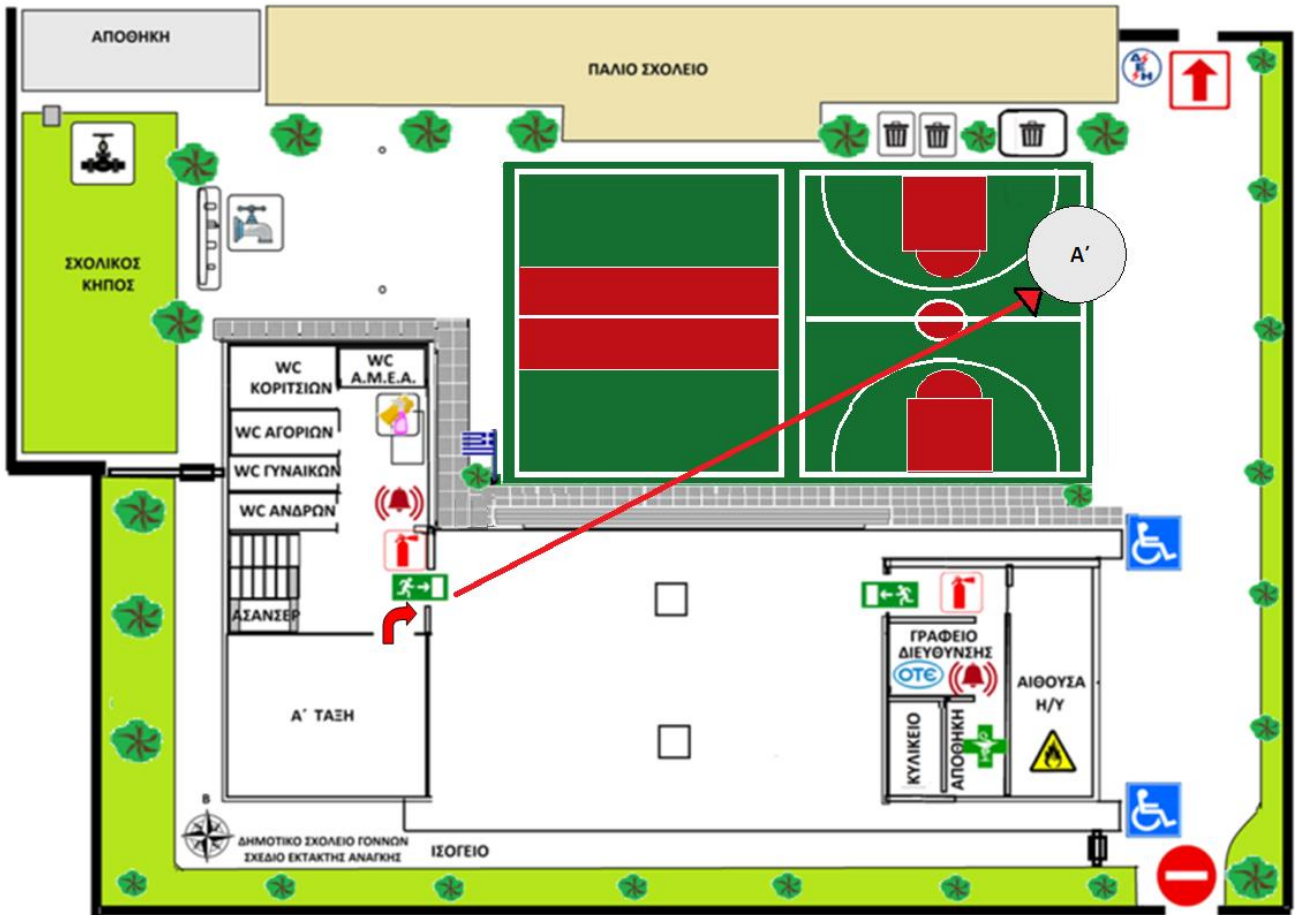 ΑΠΟΘΗΚΗ
ΠΑΛΙΟ ΣΧΟΛΕΙΟ
ΔΕΗ
ΣΧΟΛΙΚΟΣ
ΚΗΠΟΣ
Α΄
WC
ΚΟΡΙΤΣΙΩΝ
WC
Α.Μ.Ε.Α.
WC ΑΓΟΡΙΩΝ
WC ΓΥΝΑΙΚΩΝ
WC ΑΝΔΡΩΝ
ΑΣΑΝΣΕΡ
Α΄ ΤΑΞΗ
ΓΡΑΦΕΙΟ
ΔΙΕΥΘΥΝΣΗΣ
ΟΤΕ
ΑΙΘΟΥΣΑ
Η/Υ
ΚΥΛΙΚΕΙΟ
ΑΠΟΘΗΚΗ
Β
ΔΗΜΟΤΙΚΟ ΣΧΟΛΕΙΟ ΓΟΝΝΩΝ
ΣΧΕΔΙΟ ΕΚΤΑΚΤΗΣ ΑΝΑΓΚΗΣ
ΙΣΟΓΕΙΟ